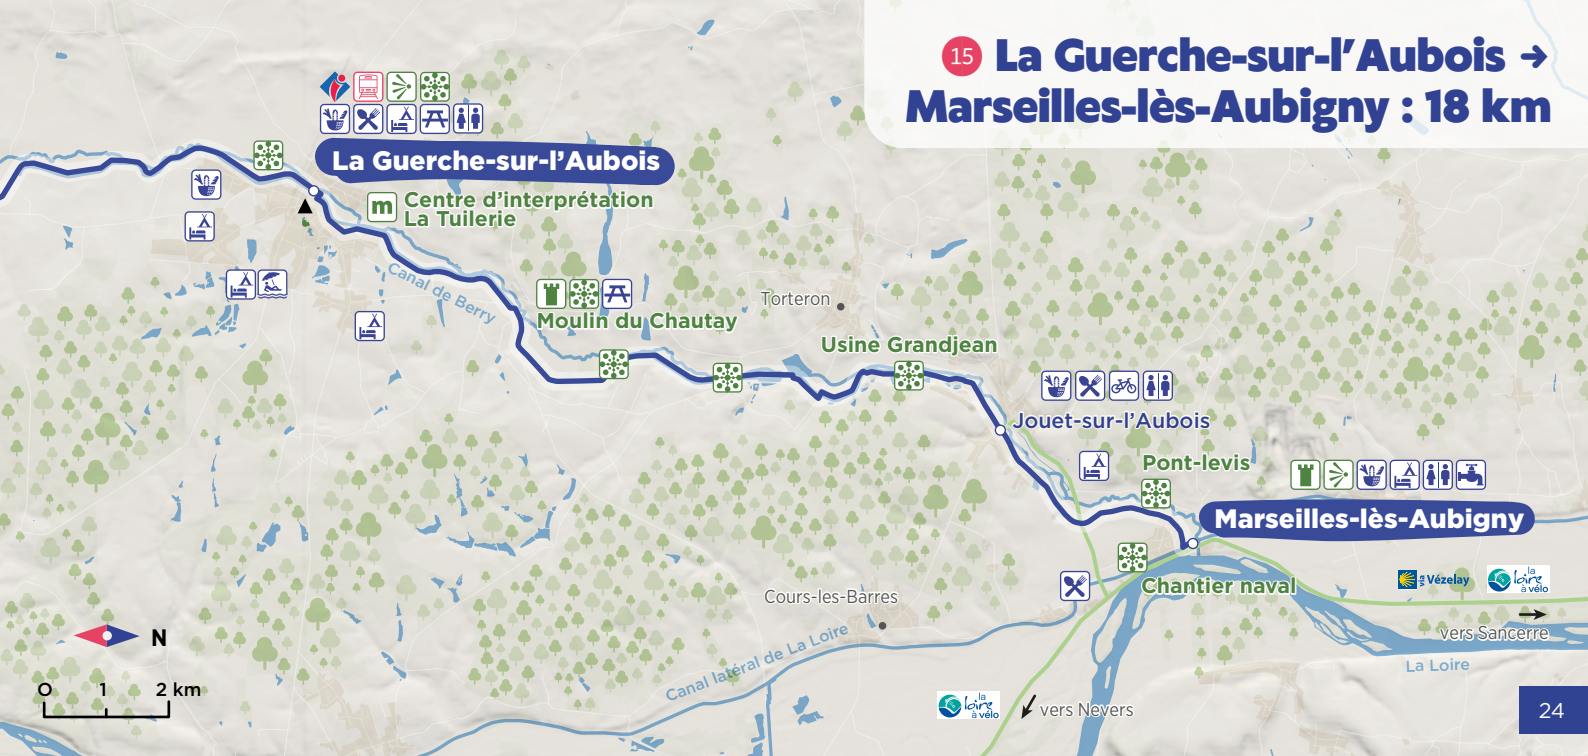 15 La Guerche-sur-l’Aubois →
Marseilles-lès-Aubigny : 18 km
La Guerche-sur-l’Aubois
m Centre d’interprétation
La Tuilerie
Canal de Berry
Moulin du Chautay
Torteron
Usine Grandjean
Jouet-sur-l’Aubois
Pont-levis
Marseilles-lès-Aubigny
Chantier naval
via Vézelay
la
loire
à vélo
Cours-les-Barres
vers Sancerre
La Loire
Canal latéral de La Loire
N
0 1 2 km
la
loire
à vélo
vers Nevers
24